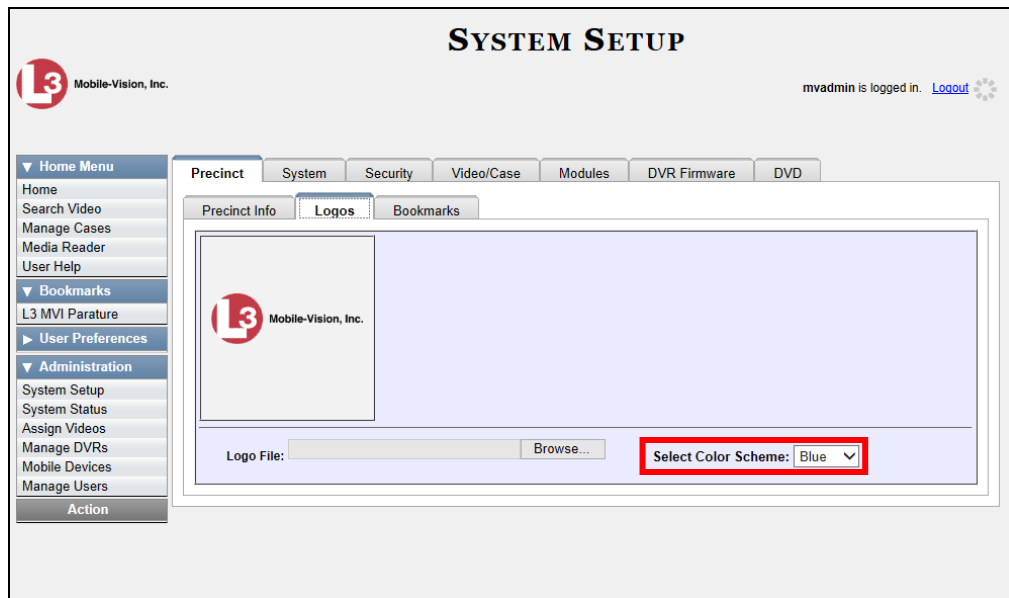 SYSTEM SETUP
L3 Mobile-Vision, Inc.
mvadmin is logged in. Logout
▼ Home Menu
Home
Search Video
Manage Cases
Media Reader
User Help
▼ Bookmarks
L3 MVI Parature
▶ User Preferences
▼ Administration
System Setup
System Status
Assign Videos
Manage DVRs
Mobile Devices
Manage Users
Action
Precinct System Security Video/Case Modules DVR Firmware DVD
Precinct Info Logos Bookmarks
L3 Mobile-Vision, Inc.
Logo File: Browse... Select Color Scheme: Blue